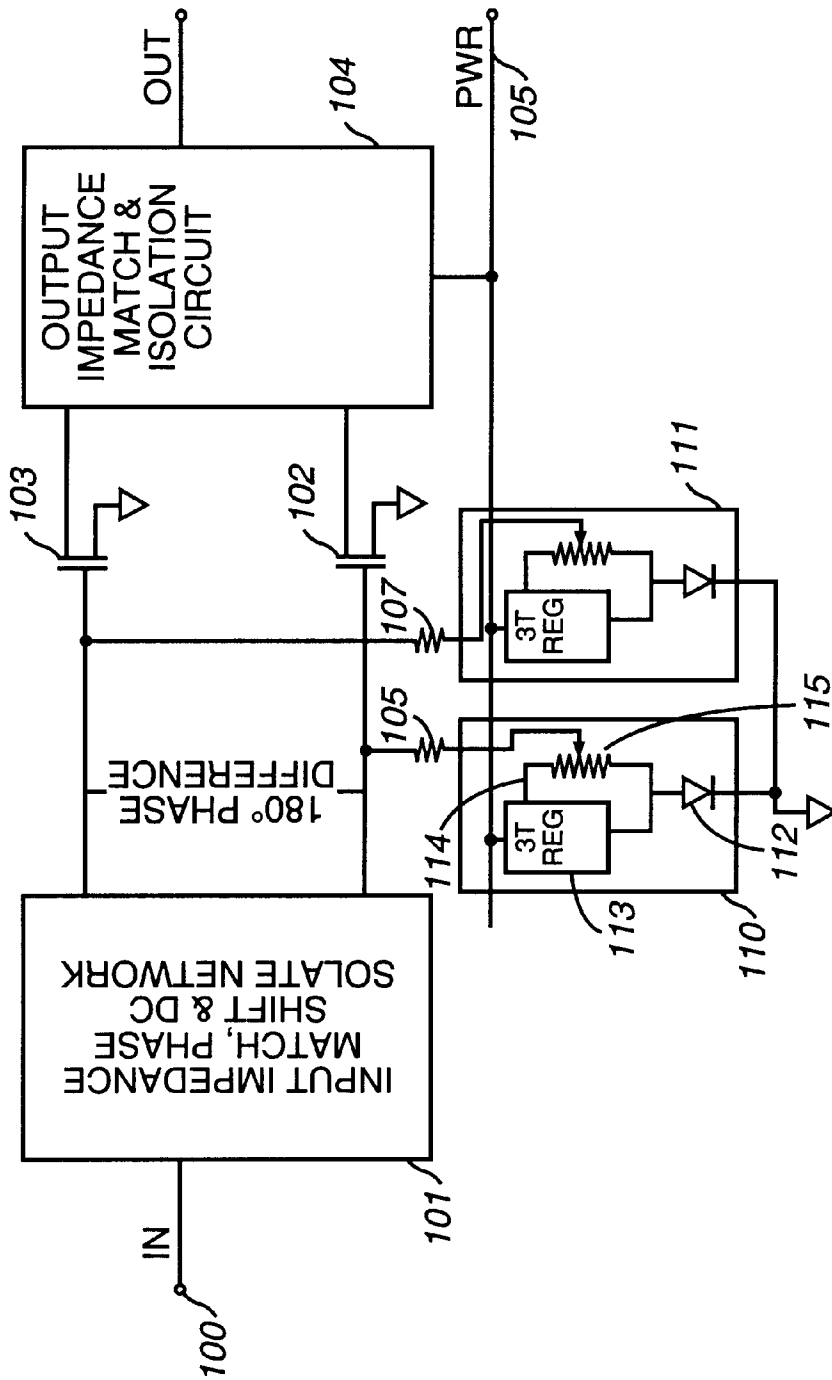 IN
100
INPUT IMPEDANCE
MATCH, PHASE
SHIFT & DC
SOLATE NETWORK
101
180° PHASE
DIFFERENCE
103
102
OUTPUT
IMPEDANCE
MATCH &
ISOLATION
CIRCUIT
104
OUT
PWR
105
105
107
114
3T
REG
113
115
112
110
3T
REG
111